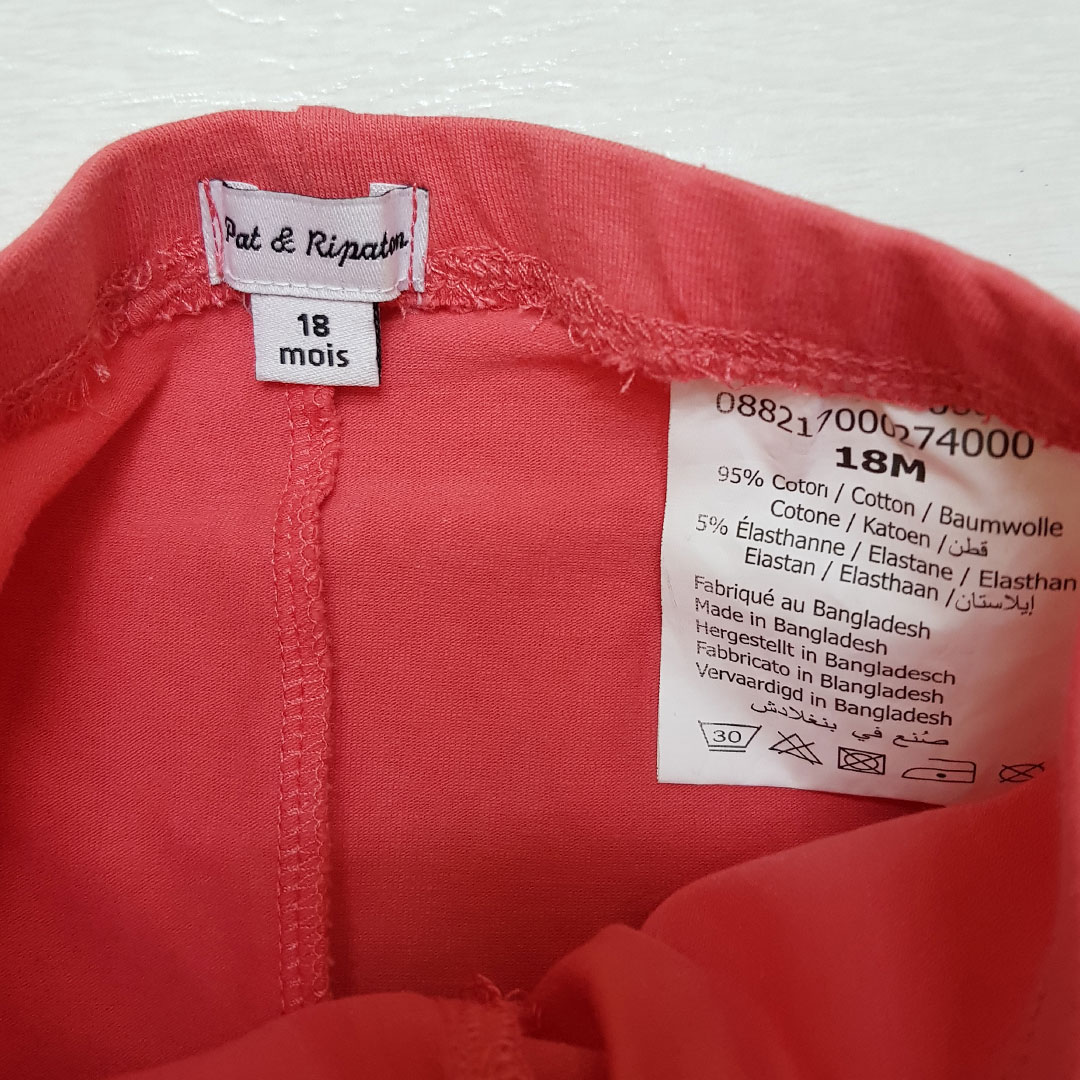 Pat & Ripaton
18
mois
088217000274000
18M
95% Coton / Cotton / Baumwolle
Cotone / Katoen / قطن
5% Élasthanne / Elastane / Elasthan
Elastan / Elasthaan / إيلاستان
Fabriqué au Bangladesh
Made in Bangladesh
Hergestellt in Bangladesch
Fabbricato in Blangladesh
Vervaardigd in Bangladesh
صُنع في بنغلادش
30